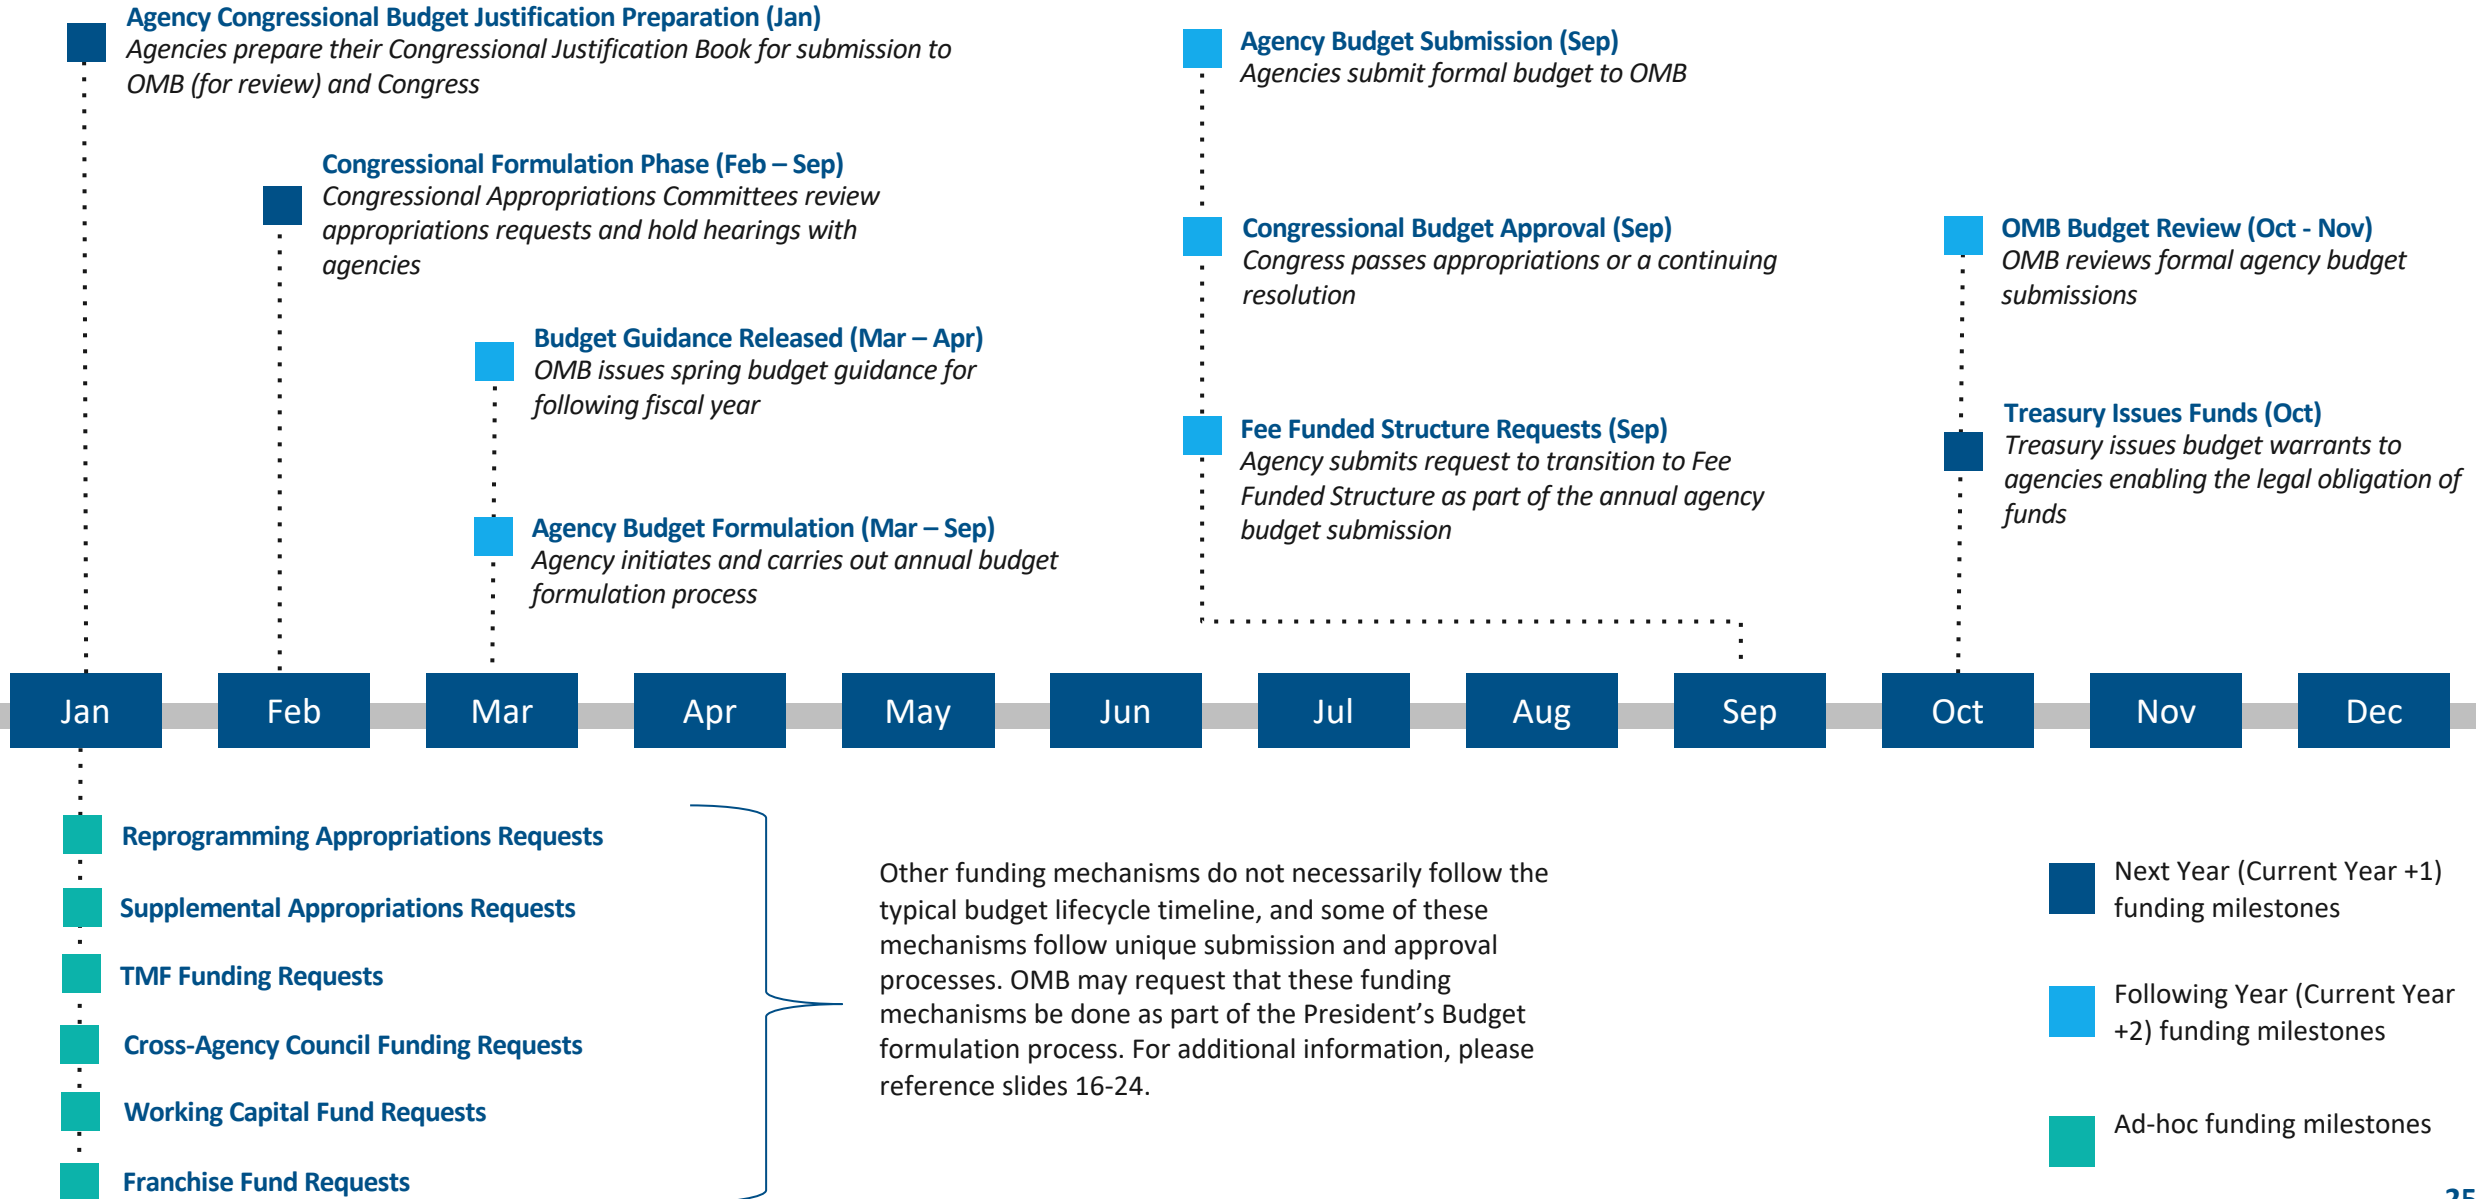 Agency Congressional Budget Justification Preparation (Jan)
Agencies prepare their Congressional Justification Book for submission to
OMB (for review) and Congress
Congressional Formulation Phase (Feb – Sep)
Congressional Appropriations Committees review
appropriations requests and hold hearings with
agencies
Budget Guidance Released (Mar – Apr)
OMB issues spring budget guidance for
following fiscal year
Agency Budget Formulation (Mar – Sep)
Agency initiates and carries out annual budget
formulation process
Agency Budget Submission (Sep)
Agencies submit formal budget to OMB
Congressional Budget Approval (Sep)
Congress passes appropriations or a continuing
resolution
Fee Funded Structure Requests (Sep)
Agency submits request to transition to Fee
Funded Structure as part of the annual agency
budget submission
OMB Budget Review (Oct - Nov)
OMB reviews formal agency budget
submissions
Treasury Issues Funds (Oct)
Treasury issues budget warrants to
agencies enabling the legal obligation of
funds
Jan Feb Mar Apr May Jun Jul Aug Sep Oct Nov Dec
Reprogramming Appropriations Requests
Supplemental Appropriations Requests
TMF Funding Requests
Cross-Agency Council Funding Requests
Working Capital Fund Requests
Franchise Fund Requests
Other funding mechanisms do not necessarily follow the
typical budget lifecycle timeline, and some of these
mechanisms follow unique submission and approval
processes. OMB may request that these funding
mechanisms be done as part of the President’s Budget
formulation process. For additional information, please
reference slides 16-24.
Next Year (Current Year +1)
funding milestones
Following Year (Current Year
+2) funding milestones
Ad-hoc funding milestones
25